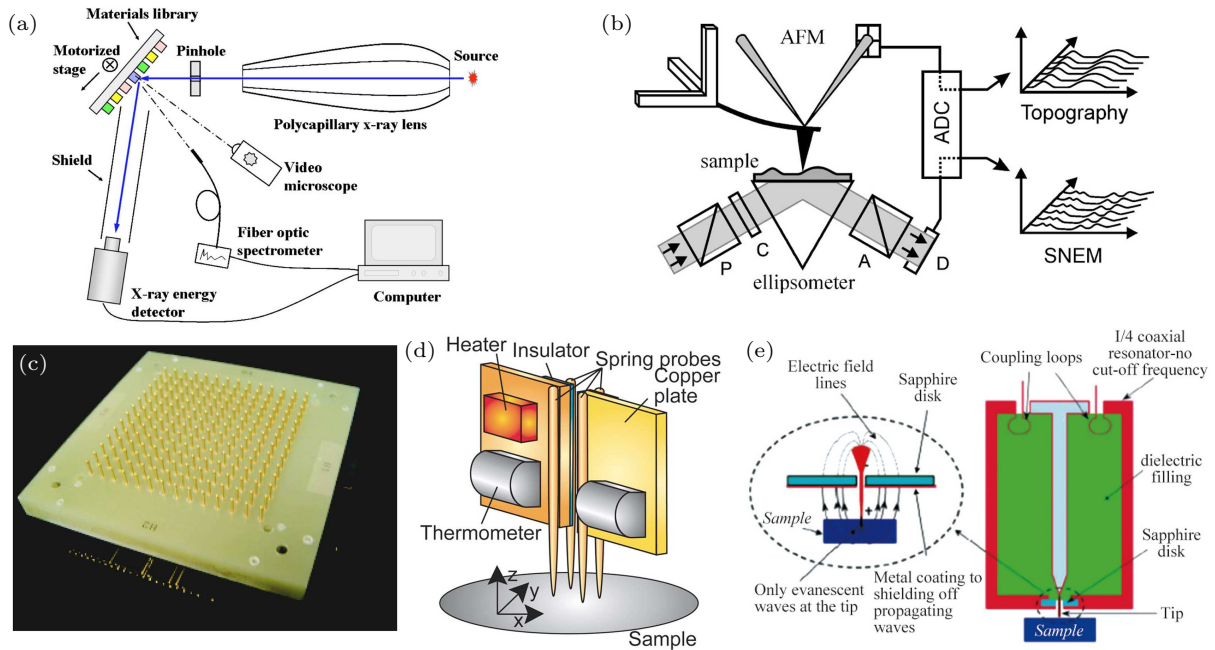 (a)
Materials library
Motorized
stage
Pinhole
Source
Polycapillary x-ray lens
Shield
Video
microscope
Fiber optic
spectrometer
X-ray energy
detector
Computer
(b)
AFM
sample
P
C
ellipsometer
A
D
ADC
Topography
SNEM
(c)
(d)
Heater
Insulator
Spring probes
Copper
plate
Thermometer
z
y
x
Sample
(e)
Electric field
lines
Sapphire
disk
Sample
Only evanescent
waves at the tip
Metal coating to
shielding off
propagating
waves
Coupling loops
I/4 coaxial
resonator-no
cut-off frequency
dielectric
filling
Sapphire
disk
Tip
Sample